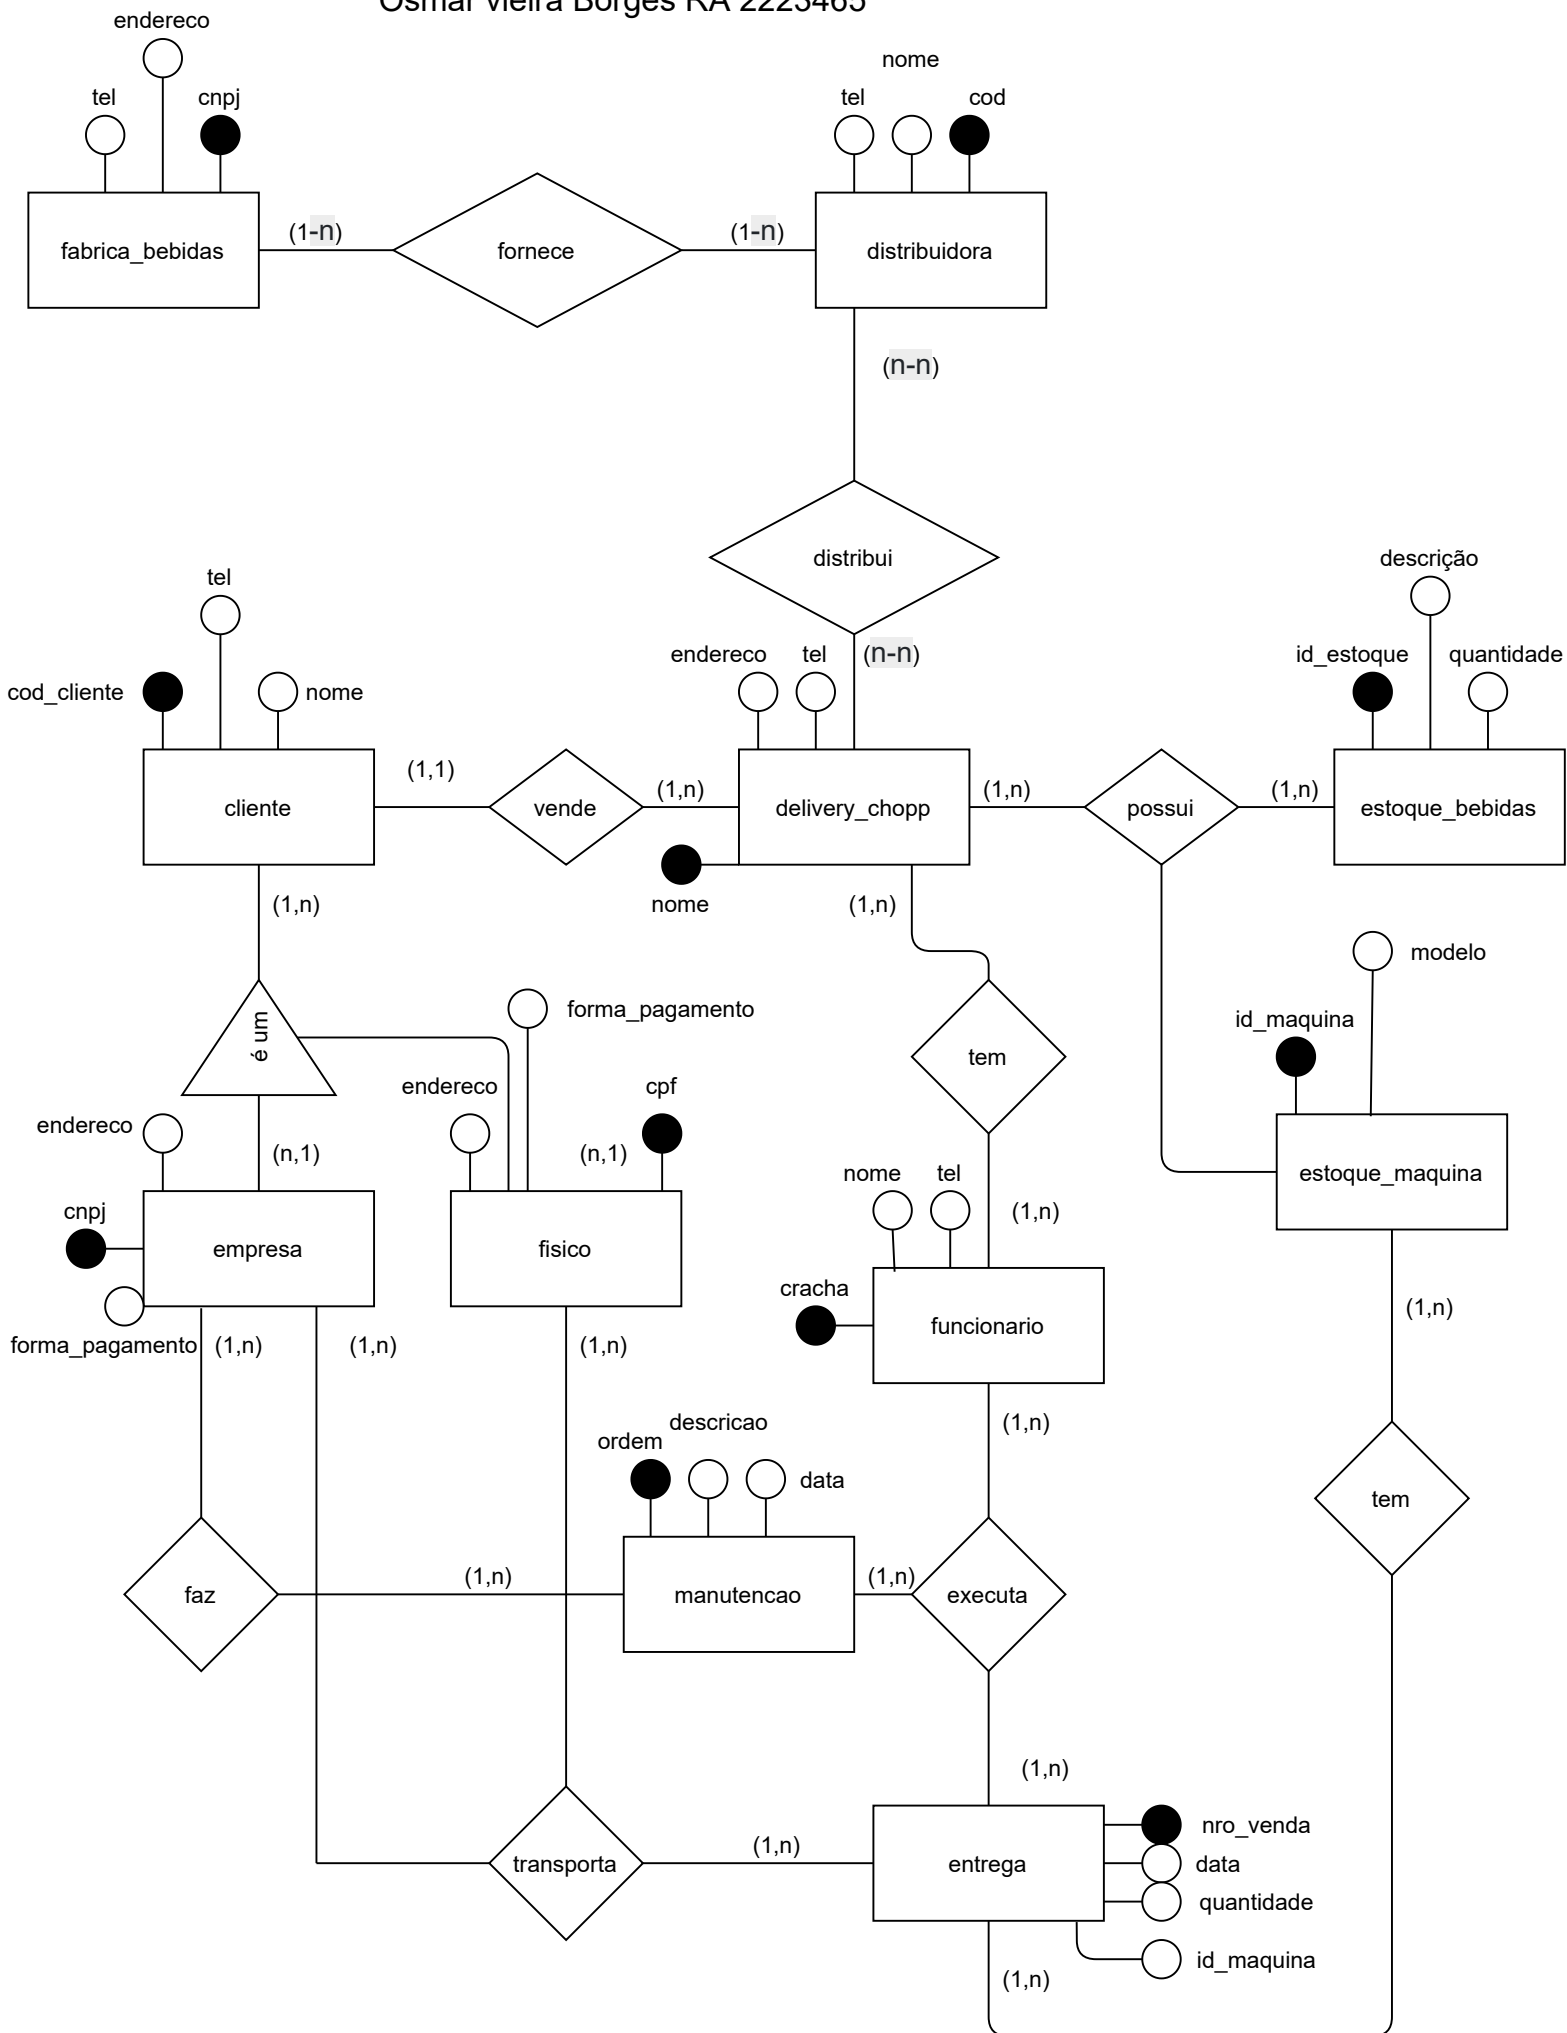 Osmar vieira Borges RA 2223465
endereco
nome
tel
cnpj
tel
cod
fabrica_bebidas
(1-n)
fornece
(1-n)
distribuidora
(n-n)
distribui
descrição
tel
(n-n)
endereco
tel
id_estoque
quantidade
cod_cliente
nome
(1,1)
(1,n)
(1,n)
(1,n)
cliente
vende
delivery_chopp
possui
estoque_bebidas
(1,n)
nome
(1,n)
modelo
forma_pagamento
id_maquina
é um
tem
endereco
cpf
endereco
(n,1)
(n,1)
nome
tel
estoque_maquina
cnpj
(1,n)
empresa
fisico
cracha
(1,n)
funcionario
forma_pagamento
(1,n)
(1,n)
(1,n)
descricao
(1,n)
ordem
data
tem
(1,n)
(1,n)
faz
manutencao
executa
(1,n)
nro_venda
(1,n)
transporta
entrega
data
quantidade
id_maquina
(1,n)